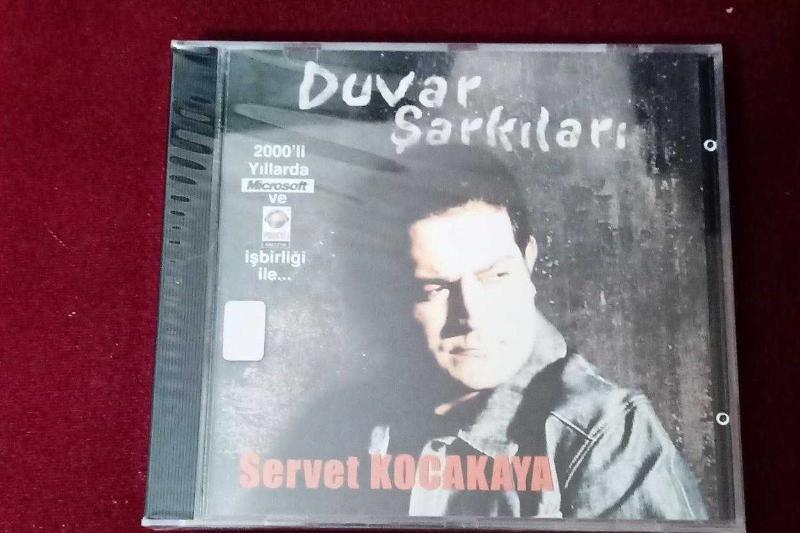 Duvar
Şarkıları
2000'li
Yıllarda
Microsoft
ve
işbirliği
ile...
Servet KOCAKAYA